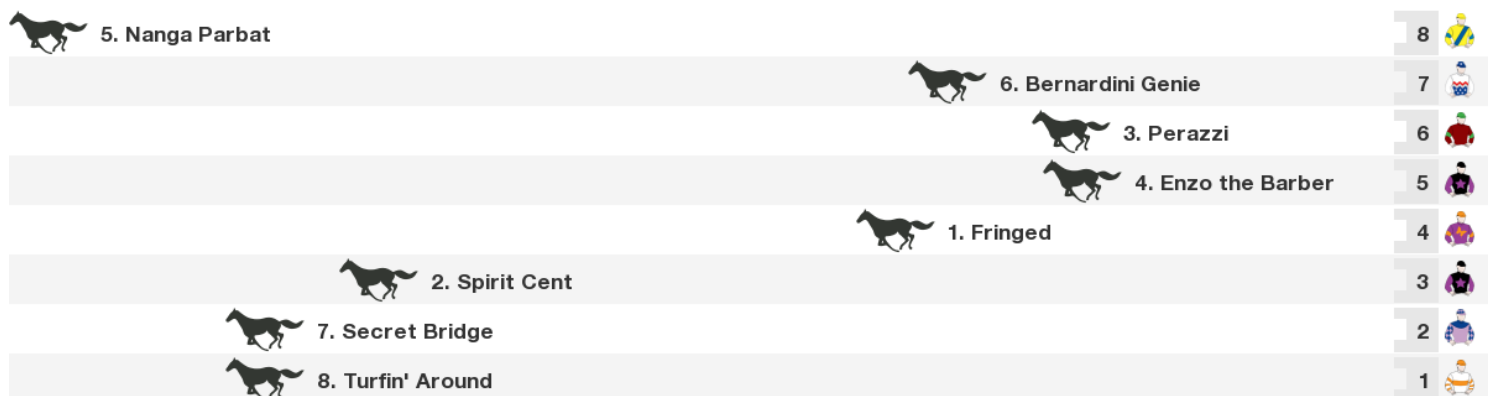 5. Nanga Parbat 8
6. Bernardini Genie 7
3. Perazzi 6
4. Enzo the Barber 5
1. Fringed 4
2. Spirit Cent 3
7. Secret Bridge 2
8. Turfin' Around 1